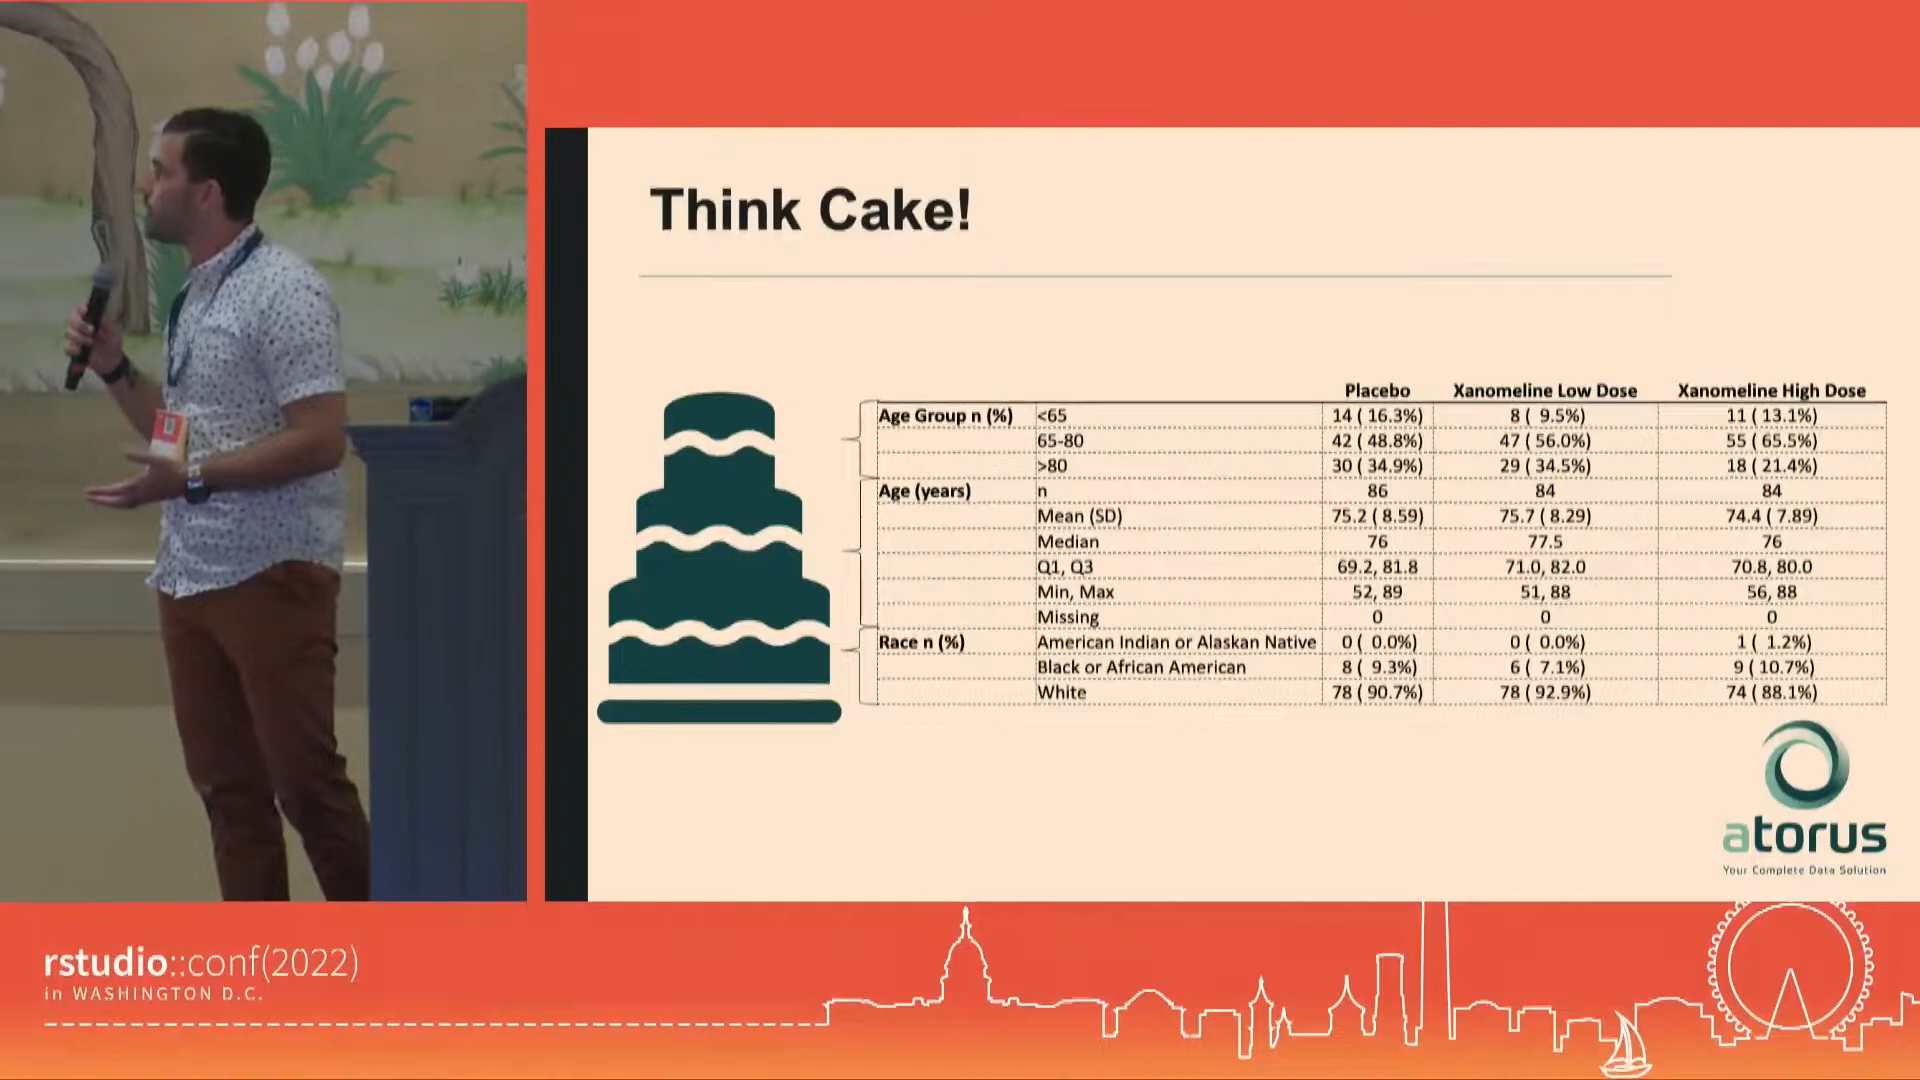 Think Cake!
Placebo Xanomeline Low Dose Xanomeline High Dose
Age Group n (%) <65 14 ( 16.3%) 8 ( 9.5%) 11 ( 13.1%)
65-80 42 ( 48.8%) 47 ( 56.0%) 55 ( 65.5%)
>80 30 ( 34.9%) 29 ( 34.5%) 18 ( 21.4%)
Age (years) n 86 84 84
Mean (SD) 75.2 ( 8.59) 75.7 ( 8.29) 74.4 ( 7.89)
Median 76 77.5 76
Q1, Q3 69.2, 81.8 71.0, 82.0 70.8, 80.0
Min, Max 52, 89 51, 88 56, 88
Missing 0 0 0
Race n (%) American Indian or Alaskan Native 0 ( 0.0%) 0 ( 0.0%) 1 ( 1.2%)
Black or African American 8 ( 9.3%) 6 ( 7.1%) 9 ( 10.7%)
White 78 ( 90.7%) 78 ( 92.9%) 74 ( 88.1%)
atorus
Your Complete Data Solution
rstudio::conf(2022)
in WASHINGTON D.C.